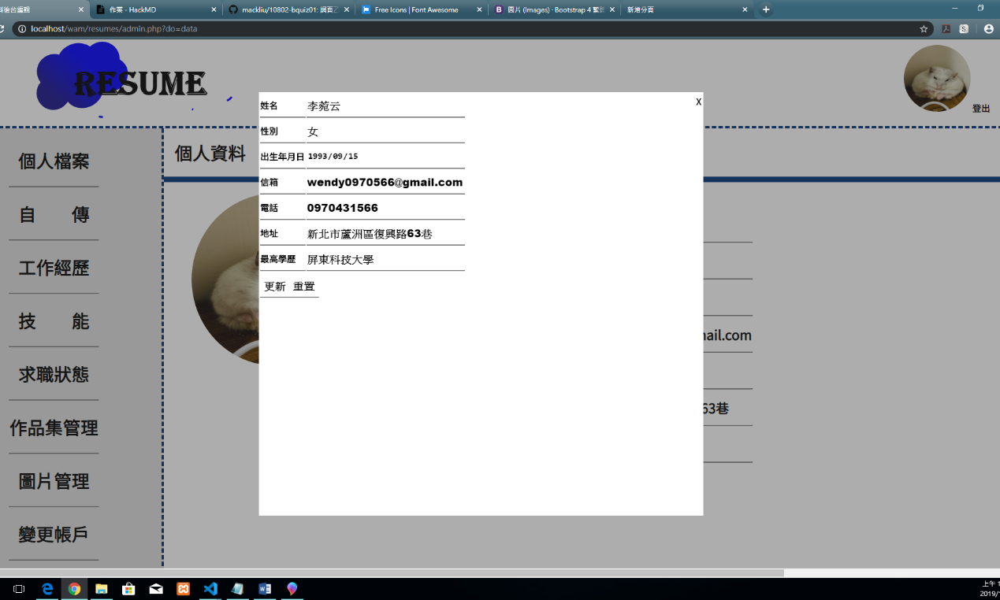 料後台編輯
作業 - HackMD
mackliu/10802-bquiz01: 網頁乙
Free Icons | Font Awesome
圖片 (Images) · Bootstrap 4 繁體
新增分頁
localhost/wam/resumes/admin.php?do=data
RESUME
登出
X
姓名 李菀云
性別 女
出生年月日 1993/09/15
信箱 wendy0970566@gmail.com
電話 0970431566
地址 新北市蘆洲區復興路63巷
最高學歷 屏東科技大學
更新 重置
個人資料
個人檔案
自 傳
工作經歷
技 能
求職狀態
作品集管理
圖片管理
變更帳戶
mail.com
63巷
上午 1
2019/1